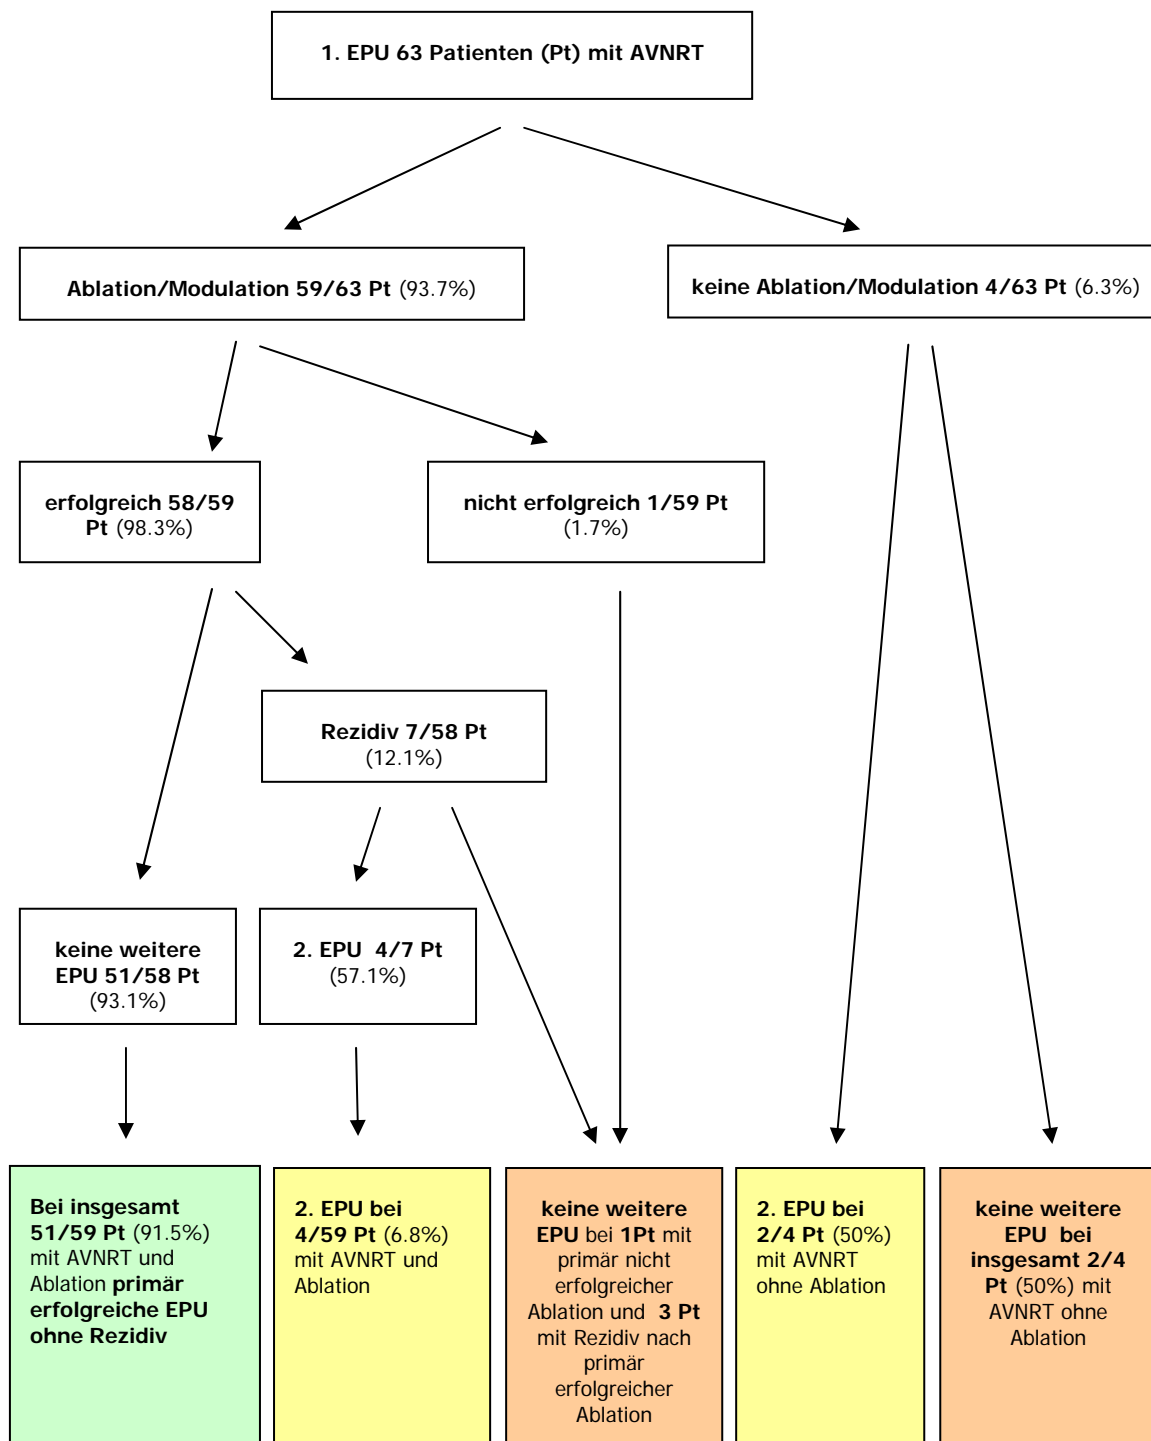 1. EPU 63 Patienten (Pt) mit AVNRT
Ablation/Modulation 59/63 Pt (93.7%)
keine Ablation/Modulation 4/63 Pt (6.3%)
erfolgreich 58/59
Pt (98.3%)
nicht erfolgreich 1/59 Pt
(1.7%)
Rezidiv 7/58 Pt
(12.1%)
keine weitere
EPU 51/58 Pt
(93.1%)
2. EPU 4/7 Pt
(57.1%)
Bei insgesamt
51/59 Pt (91.5%)
mit AVNRT und
Ablation primär
erfolgreiche EPU
ohne Rezidiv
2. EPU bei
4/59 Pt (6.8%)
mit AVNRT und
Ablation
keine weitere
EPU bei 1Pt mit
primär nicht
erfolgreicher
Ablation und 3 Pt
mit Rezidiv nach
primär
erfolgreicher
Ablation
2. EPU bei
2/4 Pt (50%)
mit AVNRT
ohne Ablation
keine weitere
EPU bei
insgesamt 2/4
Pt (50%) mit
AVNRT ohne
Ablation